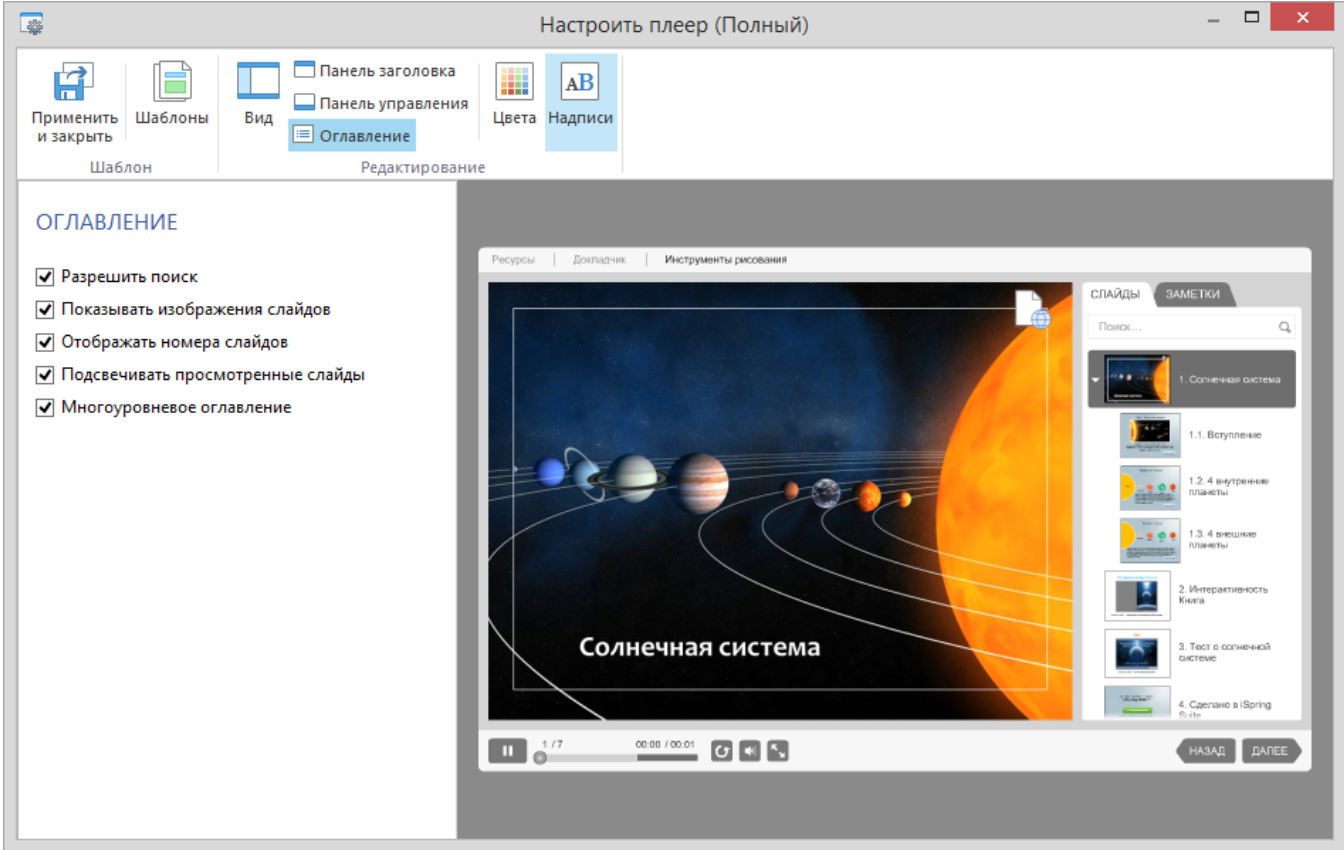 Настроить плеер (Полный)
Применить и закрыть
Шаблоны
Вид
Панель заголовка
Панель управления
Оглавление
Цвета
AB
Надписи
Шаблон
Редактирование
ОГЛАВЛЕНИЕ
Разрешить поиск
Показывать изображения слайдов
Отображать номера слайдов
Подсвечивать просмотренные слайды
Многоуровневое оглавление
Ресурсы
Докладчик
Инструменты рисования
Солнечная система
СЛАЙДЫ
ЗАМЕТКИ
Поиск...
1. Солнечная система
1.1. Вступление
1.2. 4 внутренние
планеты
1.3. 4 внешние
планеты
2. Интерактивность
Книга
3. Тест о солнечной
системе
4. Сделано в iSpring
Suite
1 / 7
00:00 / 00:01
НАЗАД
ДАЛЕЕ